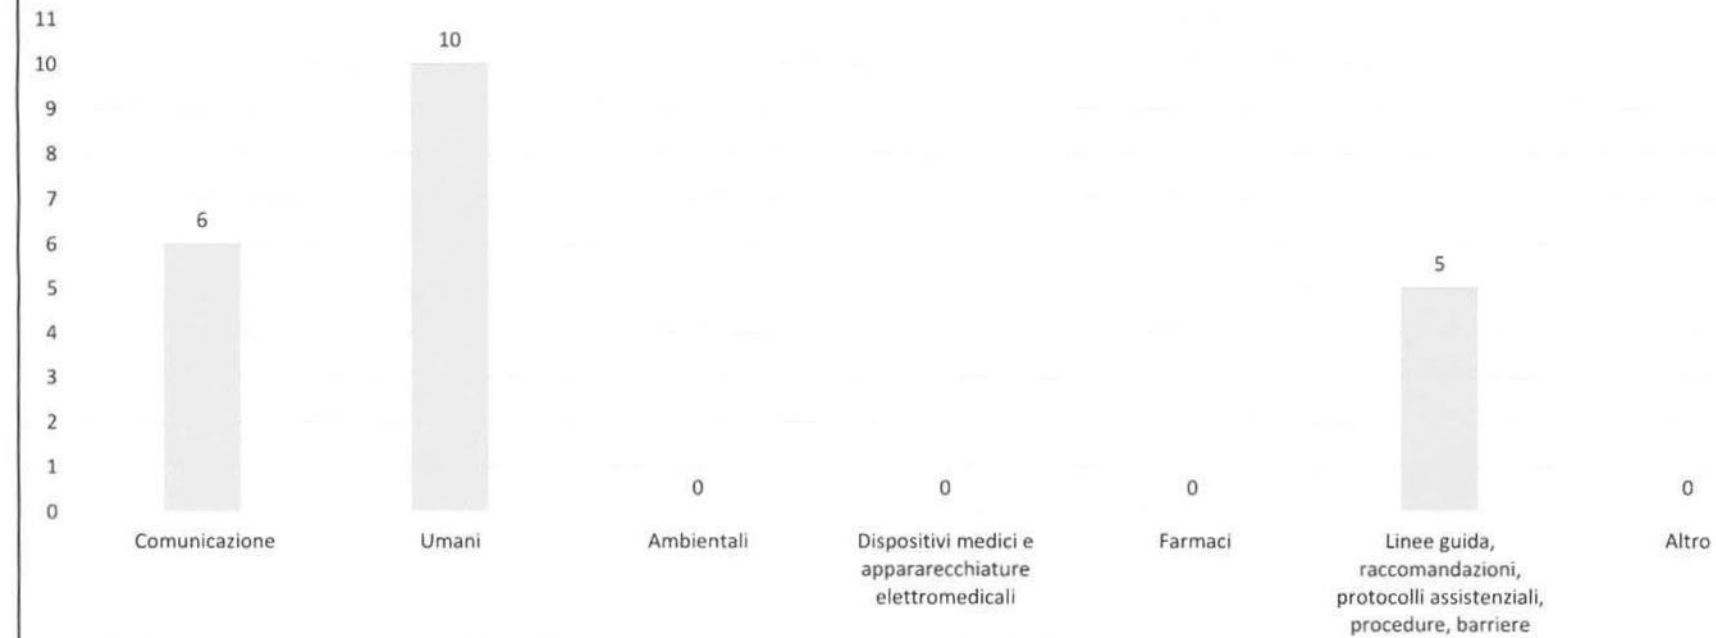 11
10
9
8
7
6
5
4
3
2
1
0
6
10
0
0
0
5
0
Comunicazione
Umani
Ambientali
Dispositivi medici e
appararecchiature
elettromedicali
Farmaci
Linee guida,
raccomandazioni,
protocolli assistenziali,
procedure, barriere
Altro